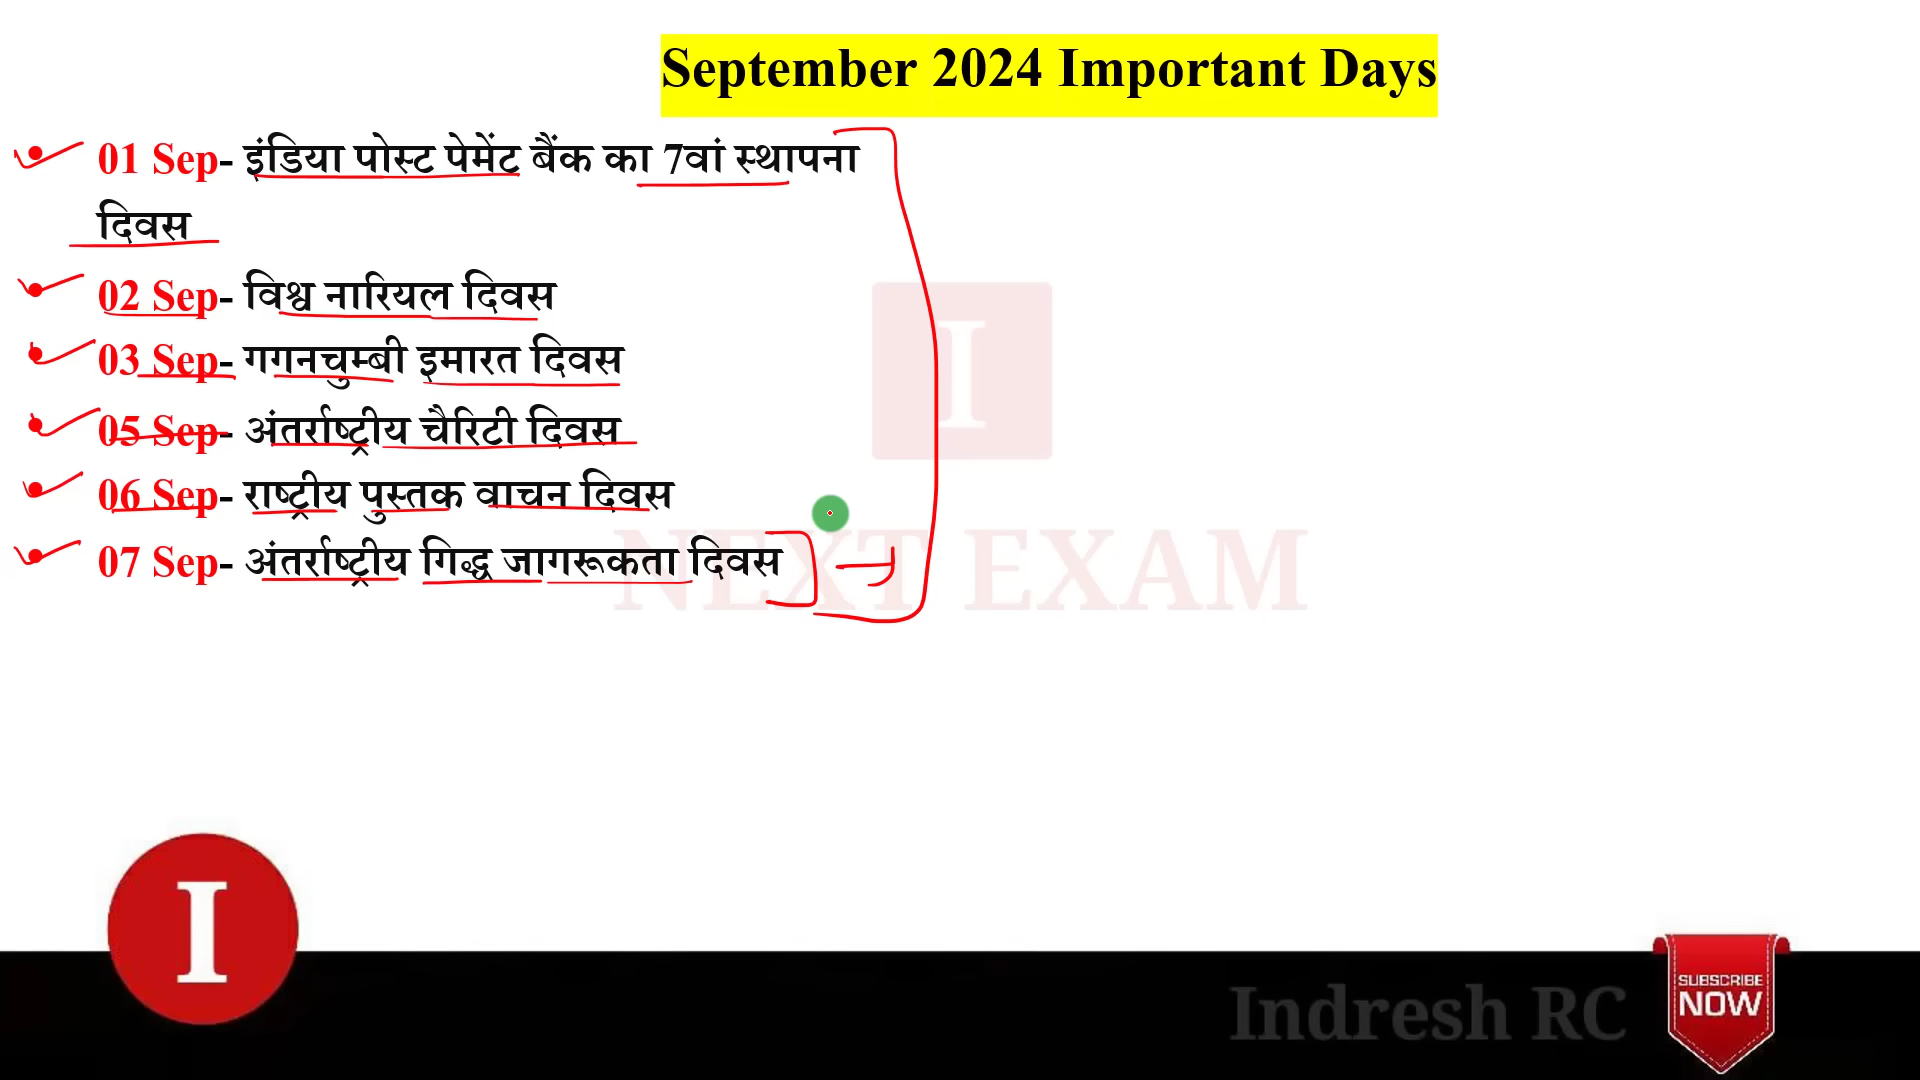 September 2024 Important Days
01 Sep- इंडिया पोस्ट पेमेंट बैंक का 7वां स्थापना
दिवस
02 Sep- विश्व नारियल दिवस
03 Sep- गगनचुम्बी इमारत दिवस
05 Sep- अंतर्राष्ट्रीय चैरिटी दिवस
06 Sep- राष्ट्रीय पुस्तक वाचन दिवस
07 Sep- अंतर्राष्ट्रीय गिद्ध जागरूकता दिवस
I
NEXT EXAM
I
Indresh RC
SUBSCRIBE
NOW